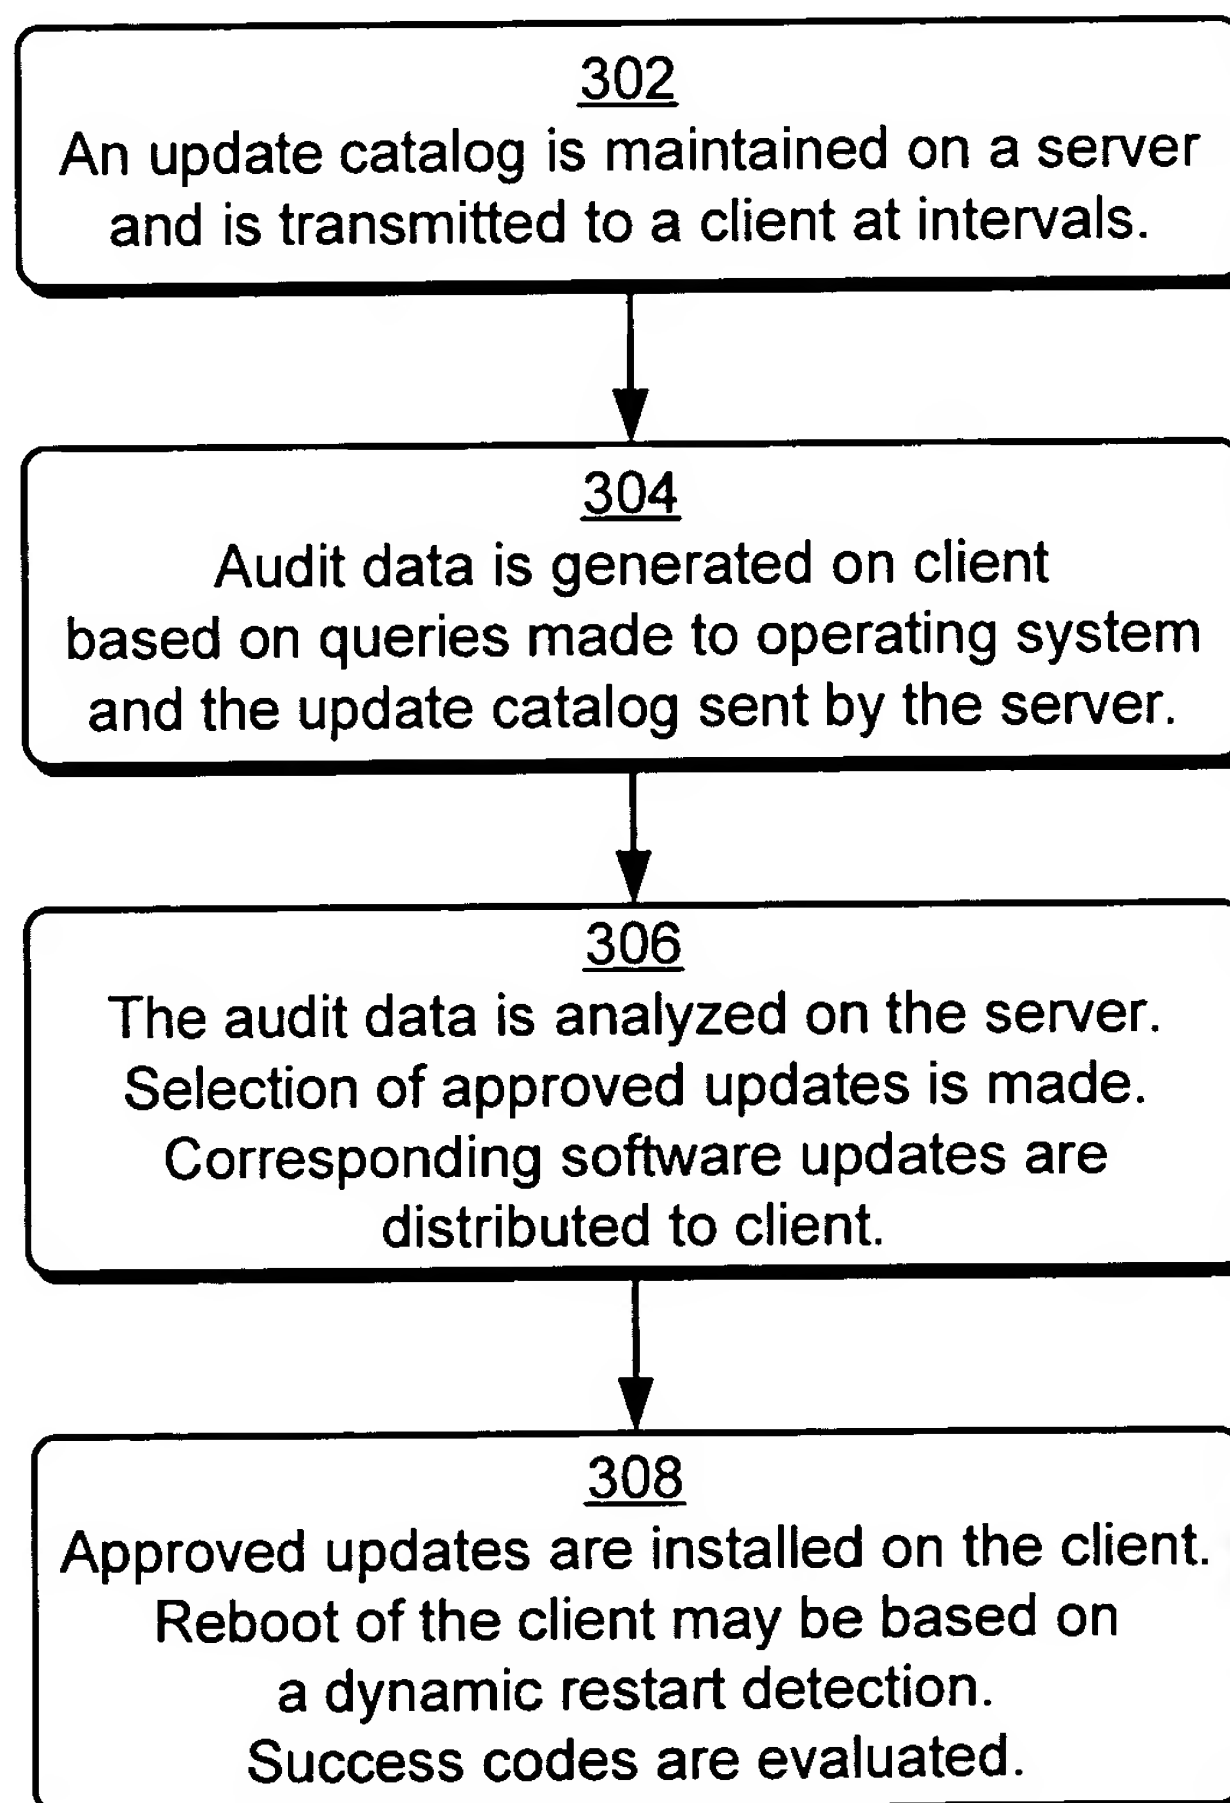 302
An update catalog is maintained on a server
and is transmitted to a client at intervals.
304
Audit data is generated on client
based on queries made to operating system
and the update catalog sent by the server.
306
The audit data is analyzed on the server.
Selection of approved updates is made.
Corresponding software updates are
distributed to client.
308
Approved updates are installed on the client.
Reboot of the client may be based on
a dynamic restart detection.
Success codes are evaluated.